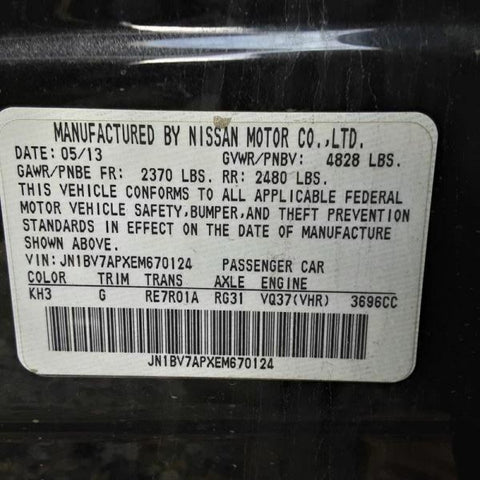 MANUFACTURED BY NISSAN MOTOR CO.,LTD.
DATE: 05/13 GVWR/PNBV: 4828 LBS.
GAWR/PNBE FR: 2370 LBS. RR: 2480 LBS.
THIS VEHICLE CONFORMS TO ALL APPLICABLE FEDERAL
MOTOR VEHICLE SAFETY,BUMPER,AND THEFT PREVENTION
STANDARDS IN EFFECT ON THE DATE OF MANUFACTURE
SHOWN ABOVE.
VIN: JN1BV7APXEM670124 PASSENGER CAR
COLOR TRIM TRANS AXLE ENGINE
KH3 G RE7R01A RG31 VQ37(VHR) 3696CC
JN1BV7APXEM670124